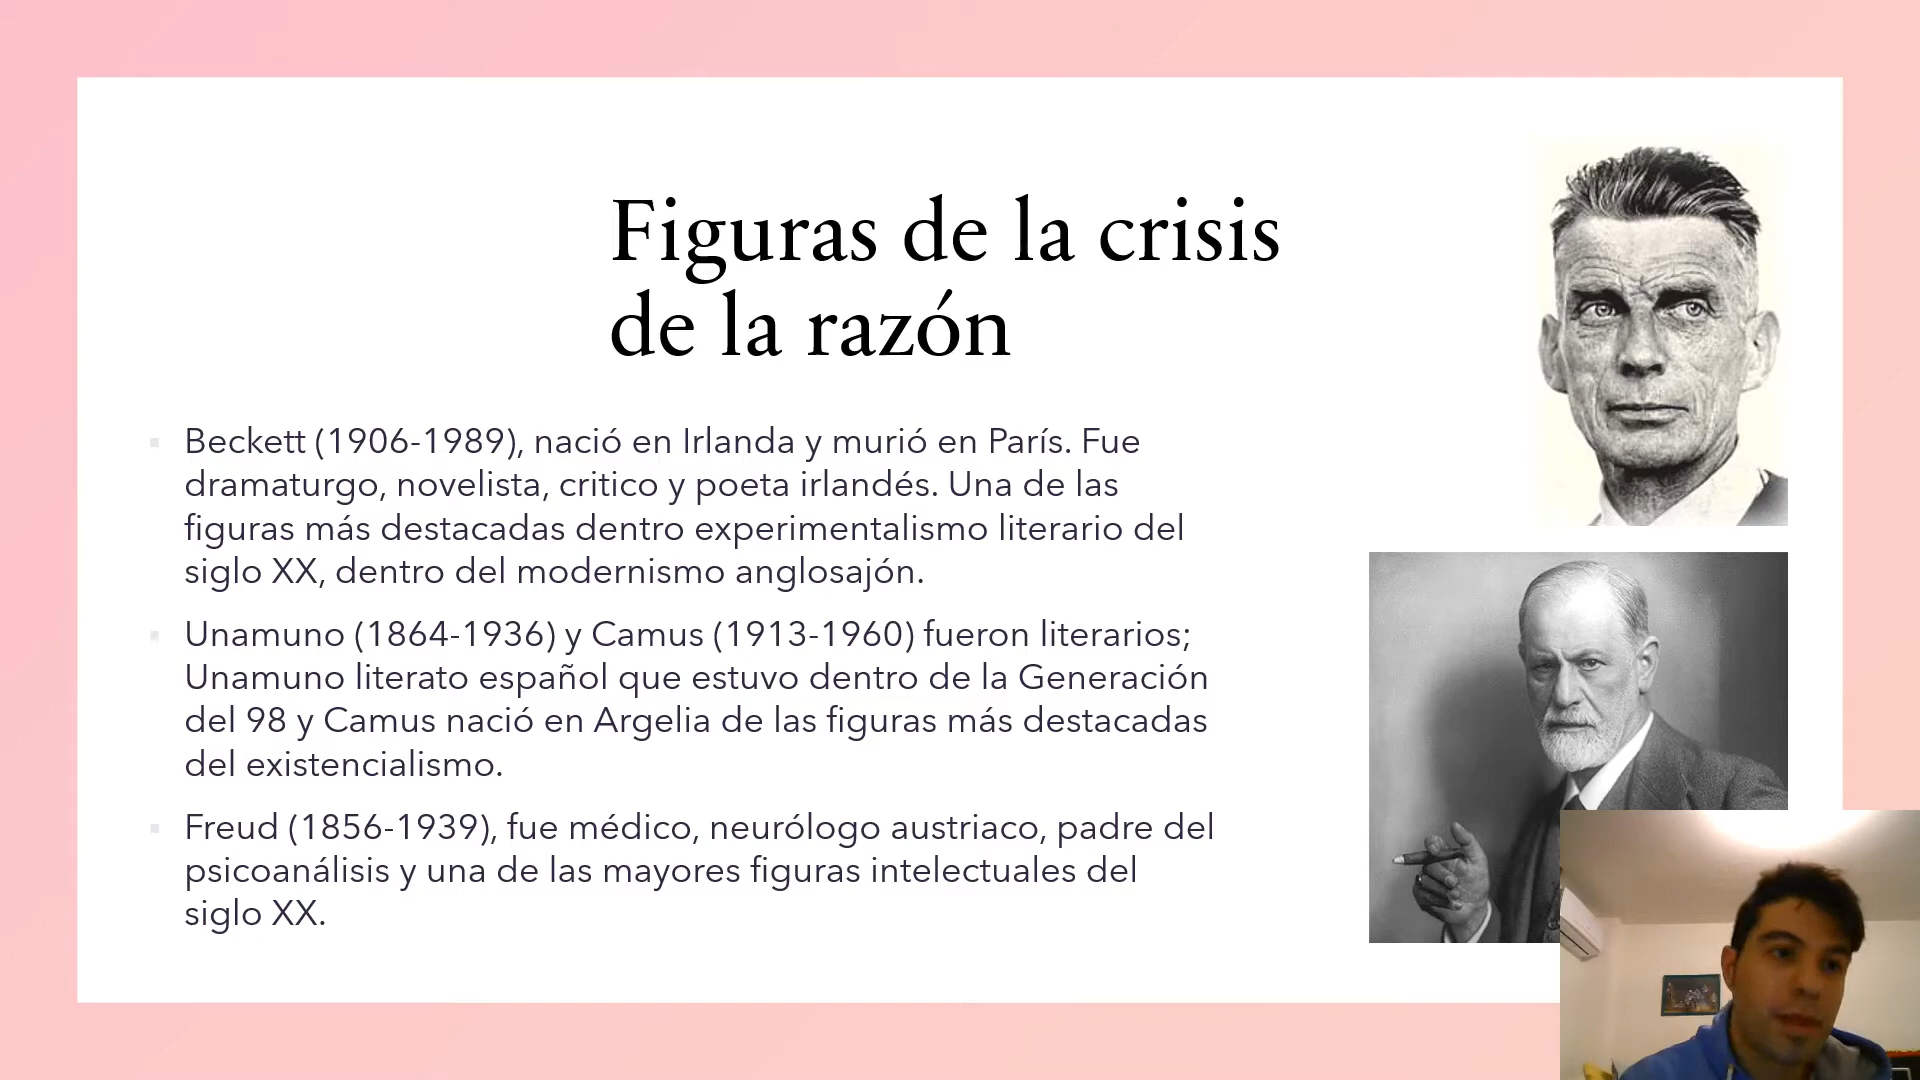 Figuras de la crisis
de la razón
Beckett (1906-1989), nació en Irlanda y murió en París. Fue
dramaturgo, novelista, critico y poeta irlandés. Una de las
figuras más destacadas dentro experimentalismo literario del
siglo XX, dentro del modernismo anglosajón.
Unamuno (1864-1936) y Camus (1913-1960) fueron literarios;
Unamuno literato español que estuvo dentro de la Generación
del 98 y Camus nació en Argelia de las figuras más destacadas
del existencialismo.
Freud (1856-1939), fue médico, neurólogo austriaco, padre del
psicoanálisis y una de las mayores figuras intelectuales del
siglo XX.